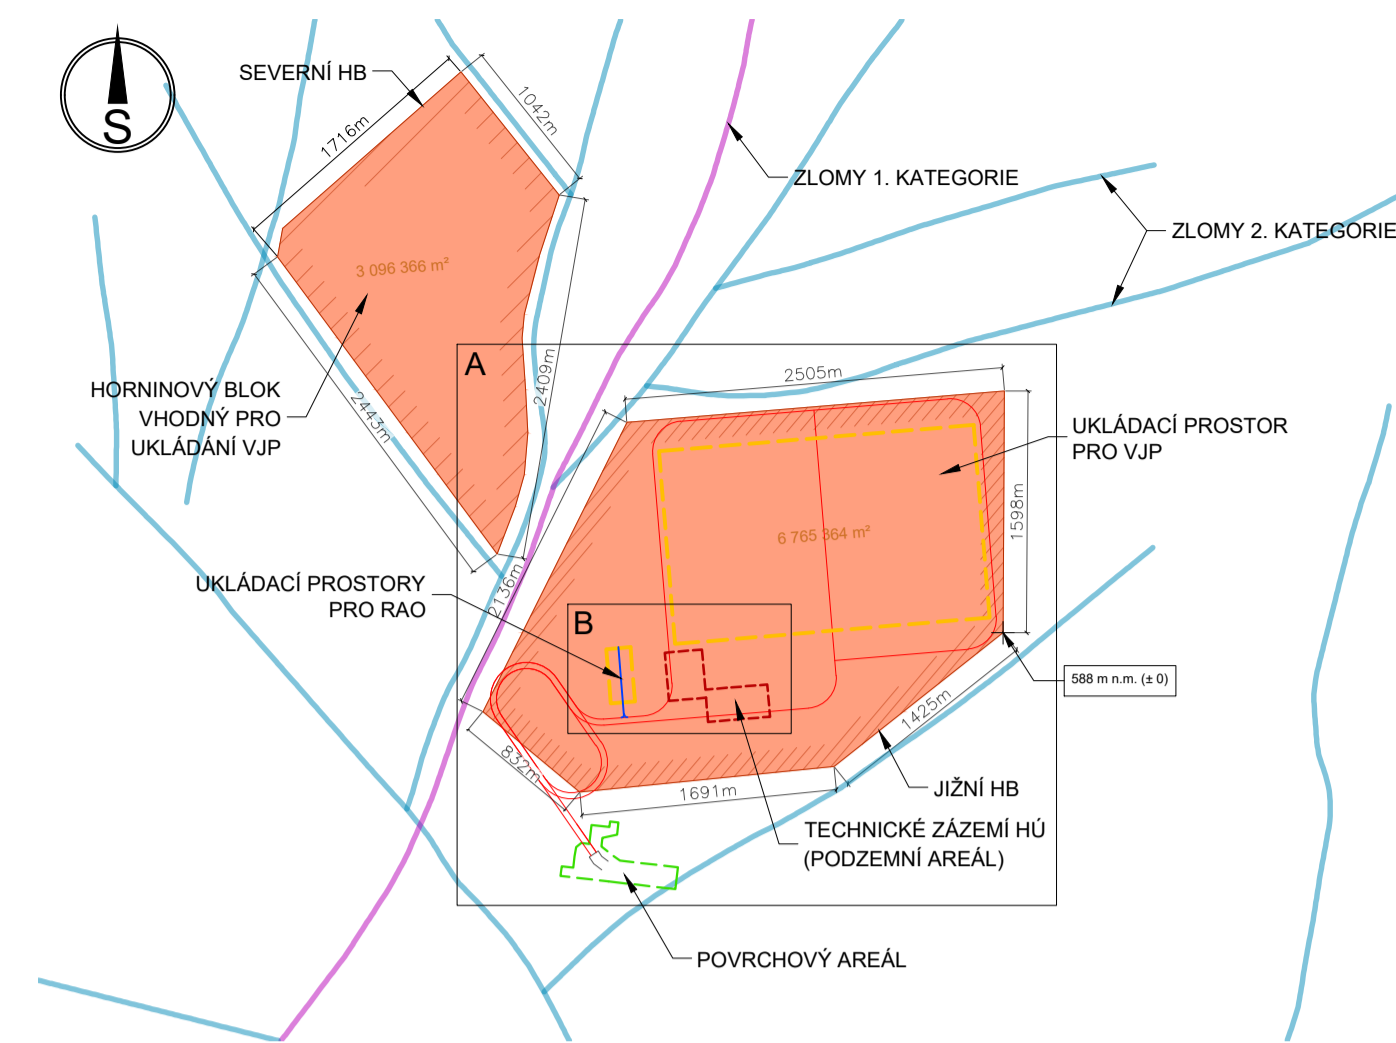 S
SEVERNÍ HB
1716m
1042m
ZLOMY 1. KATEGORIE
ZLOMY 2. KATEGORIE
3 096 366 m²
HORNINOVÝ BLOK
VHODNÝ PRO
UKLÁDÁNÍ VJP
2443m
2409m
A
2505m
UKLÁDACÍ PROSTOR
PRO VJP
1598m
6 765 364 m²
UKLÁDACÍ PROSTORY
PRO RAO
2136m
B
588 m n.m. (± 0)
1425m
832m
1691m
JIŽNÍ HB
TECHNICKÉ ZÁZEMÍ HÚ
(PODZEMNÍ AREÁL)
POVRCHOVÝ AREÁL